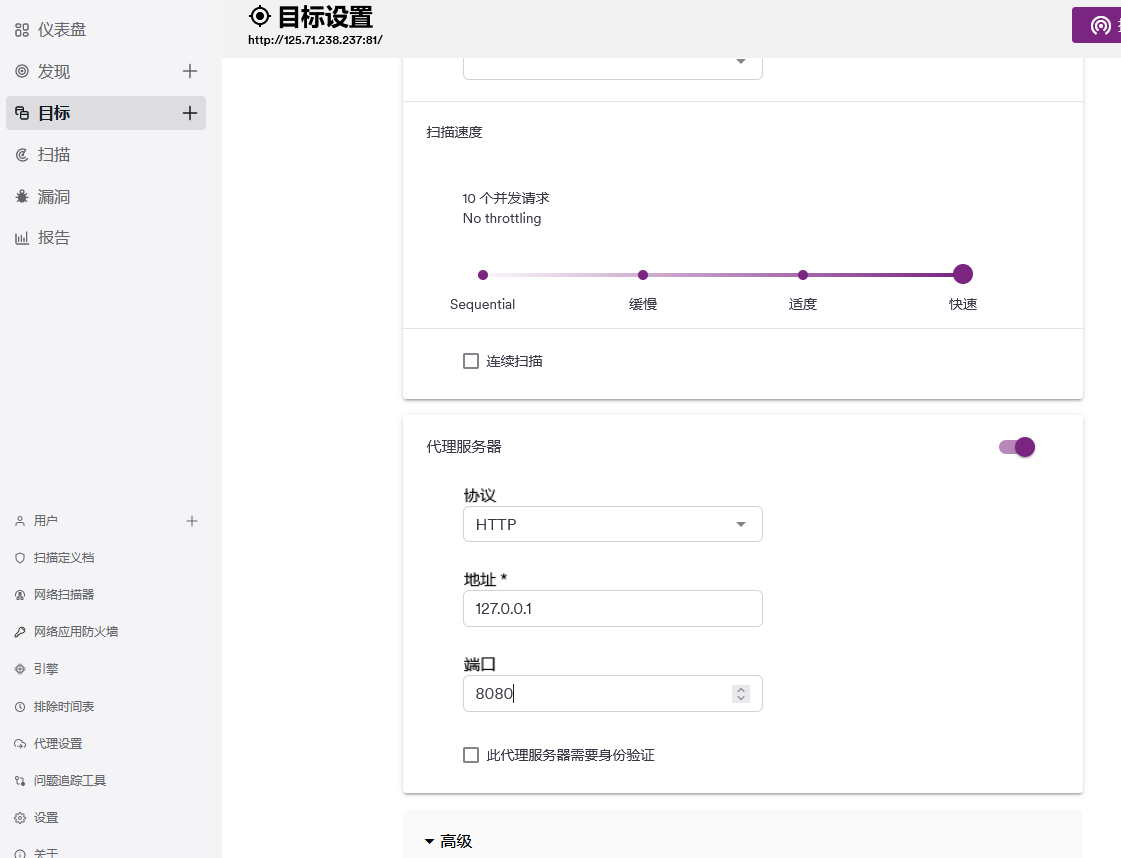 仪表盘
发现
目标
扫描
漏洞
报告
用户
扫描定义档
网络扫描器
网络应用防火墙
引擎
排除时间表
代理设置
问题追踪工具
设置
关于
目标设置
http://125.71.238.237:81/
扫描速度
10 个并发请求
No throttling
Sequential
缓慢
适度
快速
连续扫描
代理服务器
协议
HTTP
地址 *
127.0.0.1
端口
8080
此代理服务器需要身份验证
高级